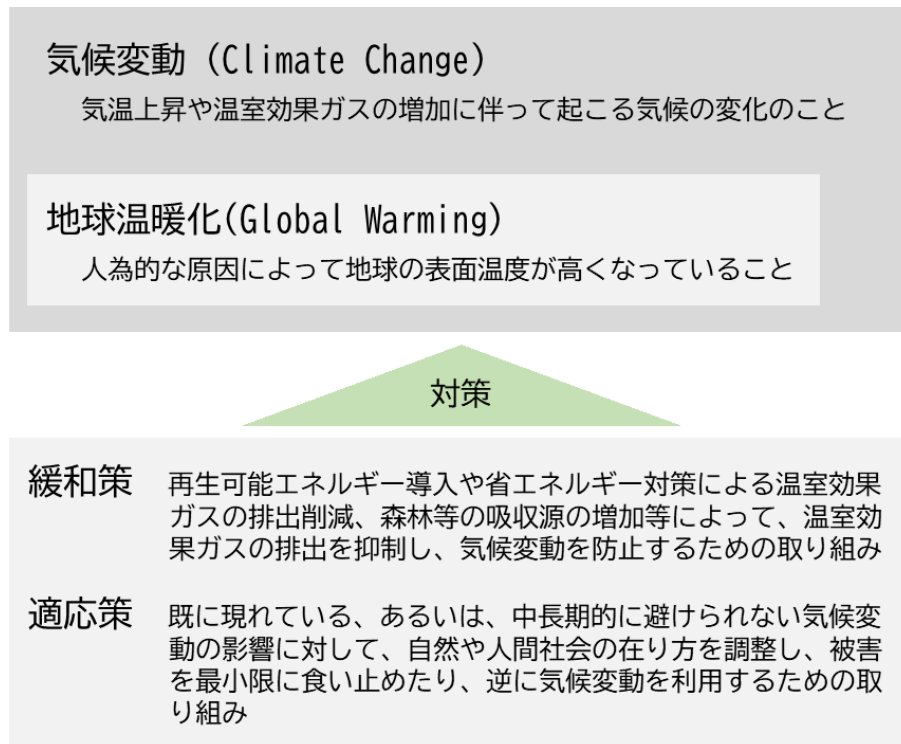 気候変動 (Climate Change)
気温上昇や温室効果ガスの増加に伴って起こる気候の変化のこと
地球温暖化(Global Warming)
人為的な原因によって地球の表面温度が高くなっていること
対策
緩和策
再生可能エネルギー導入や省エネルギー対策による温室効果
ガスの排出削減、森林等の吸収源の増加等によって、温室効
果ガスの排出を抑制し、気候変動を防止するための取り組み
適応策
既に現れている、あるいは、中長期的に避けられない気候変
動の影響に対して、自然や人間社会の在り方を調整し、被害
を最小限に食い止めたり、逆に気候変動を利用するための取
り組み